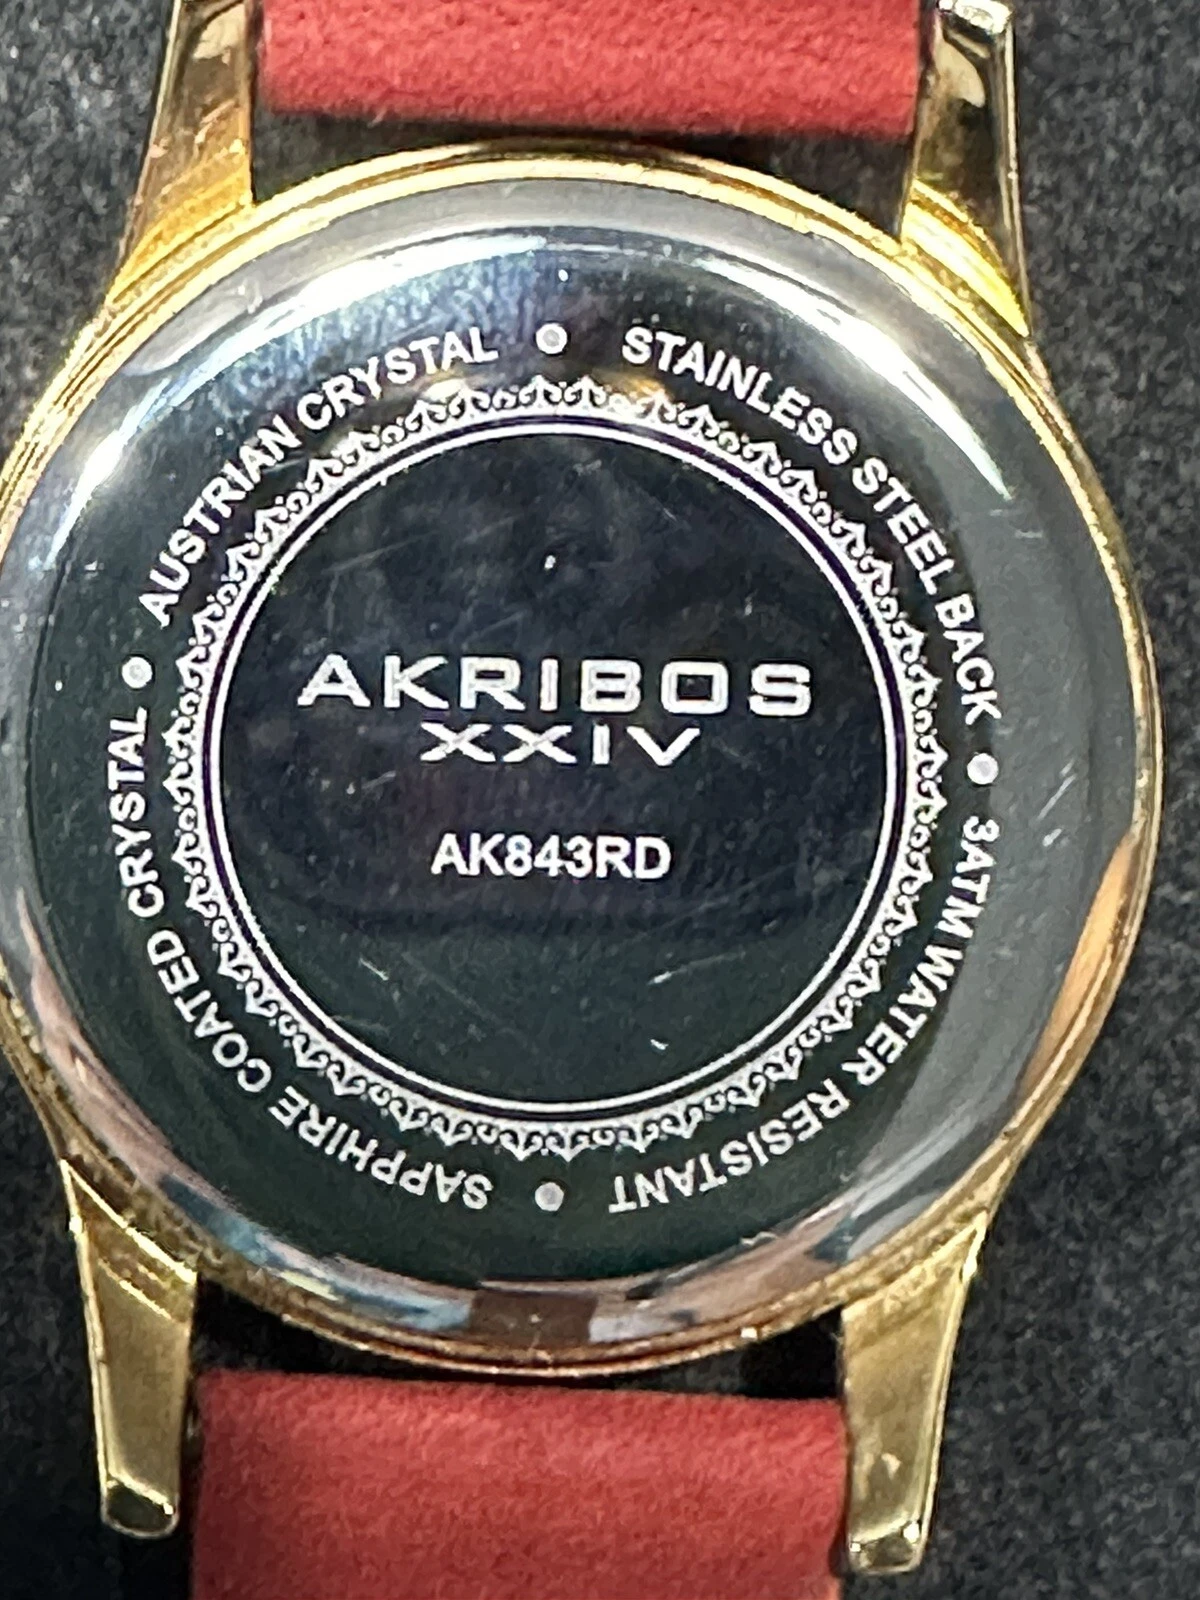 AKRIBOS
XXIV
AK843RD
STAINLESS STEEL BACK • 3ATM WATER RESISTANT • SAPPHIRE COATED CRYSTAL • AUSTRIAN CRYSTAL •